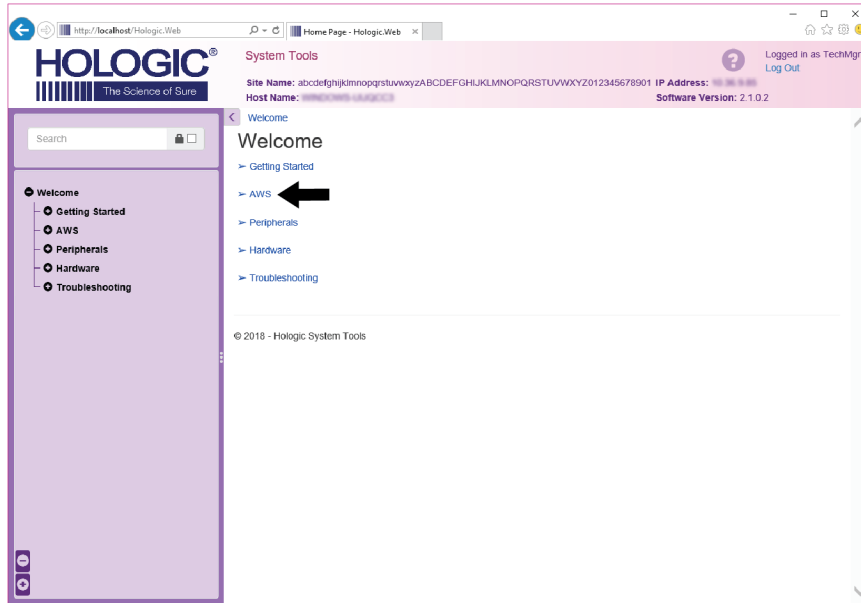 http://localhost/Hologic.Web
Home Page - Hologic.Web
HOLOGIC®
The Science of Sure
System Tools
Logged in as TechMgr
Log Out
Site Name: abcdefghijklmnopqrstuvwxyzABCDEFGHIJKLMNOPQRSTUVWXYZ012345678901 IP Address:
Host Name:
Software Version: 2.1.0.2
Search
Welcome
Getting Started
AWS
Peripherals
Hardware
Troubleshooting
Welcome
Welcome
➢ Getting Started
➢ AWS
➢ Peripherals
➢ Hardware
➢ Troubleshooting
© 2018 - Hologic System Tools